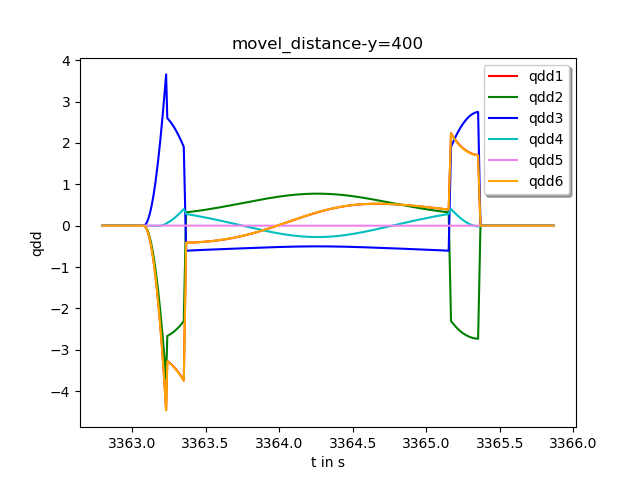 movel_distance-y=400
4
3
2
1
0
−1
−2
−3
−4
qdd
qdd1
qdd2
qdd3
qdd4
qdd5
qdd6
3363.0 3363.5 3364.0 3364.5 3365.0 3365.5 3366.0
t in s